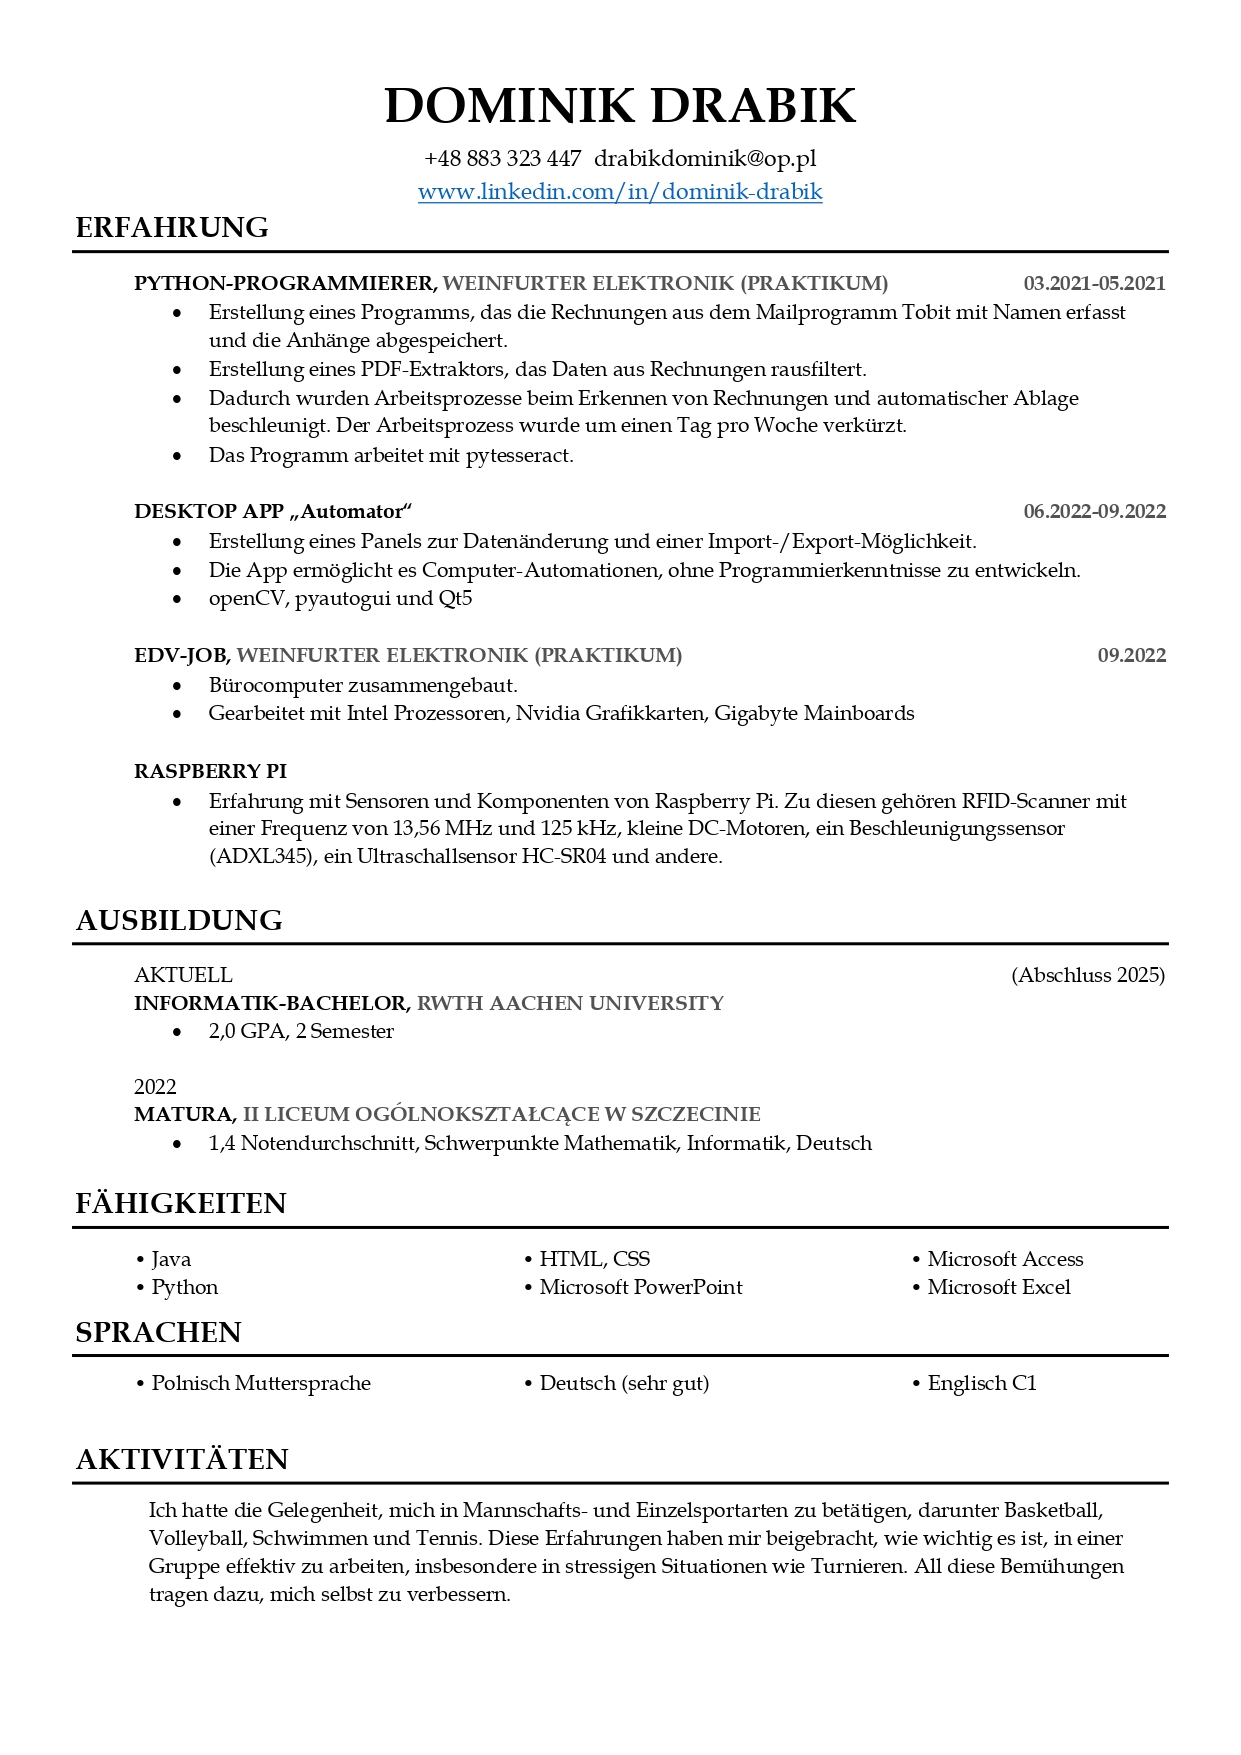 DOMINIK DRABIK
+48 883 323 447  drabikdominik@op.pl
www.linkedin.com/in/dominik-drabik
ERFAHRUNG
PYTHON-PROGRAMMIERER, WEINFURTER ELEKTRONIK (PRAKTIKUM) 03.2021-05.2021
• Erstellung eines Programms, das die Rechnungen aus dem Mailprogramm Tobit mit Namen erfasst
und die Anhänge abgespeichert.
• Erstellung eines PDF-Extraktors, das Daten aus Rechnungen rausfiltert.
• Dadurch wurden Arbeitsprozesse beim Erkennen von Rechnungen und automatischer Ablage
beschleunigt. Der Arbeitsprozess wurde um einen Tag pro Woche verkürzt.
• Das Programm arbeitet mit pytesseract.
DESKTOP APP „Automator“ 06.2022-09.2022
• Erstellung eines Panels zur Datenänderung und einer Import-/Export-Möglichkeit.
• Die App ermöglicht es Computer-Automationen, ohne Programmierkenntnisse zu entwickeln.
• openCV, pyautogui und Qt5
EDV-JOB, WEINFURTER ELEKTRONIK (PRAKTIKUM) 09.2022
• Bürocomputer zusammengebaut.
• Gearbeitet mit Intel Prozessoren, Nvidia Grafikkarten, Gigabyte Mainboards
RASPBERRY PI
• Erfahrung mit Sensoren und Komponenten von Raspberry Pi. Zu diesen gehören RFID-Scanner mit
einer Frequenz von 13,56 MHz und 125 kHz, kleine DC-Motoren, ein Beschleunigungssensor
(ADXL345), ein Ultraschallsensor HC-SR04 und andere.
AUSBILDUNG
AKTUELL (Abschluss 2025)
INFORMATIK-BACHELOR, RWTH AACHEN UNIVERSITY
• 2,0 GPA, 2 Semester
2022
MATURA, II LICEUM OGÓLNOKSZTAŁCĄCE W SZCZECINIE
• 1,4 Notendurchschnitt, Schwerpunkte Mathematik, Informatik, Deutsch
FÄHIGKEITEN
• Java • HTML, CSS • Microsoft Access
• Python • Microsoft PowerPoint • Microsoft Excel
SPRACHEN
• Polnisch Muttersprache • Deutsch (sehr gut) • Englisch C1
AKTIVITÄTEN
Ich hatte die Gelegenheit, mich in Mannschafts- und Einzelsportarten zu betätigen, darunter Basketball,
Volleyball, Schwimmen und Tennis. Diese Erfahrungen haben mir beigebracht, wie wichtig es ist, in einer
Gruppe effektiv zu arbeiten, insbesondere in stressigen Situationen wie Turnieren. All diese Bemühungen
tragen dazu, mich selbst zu verbessern.